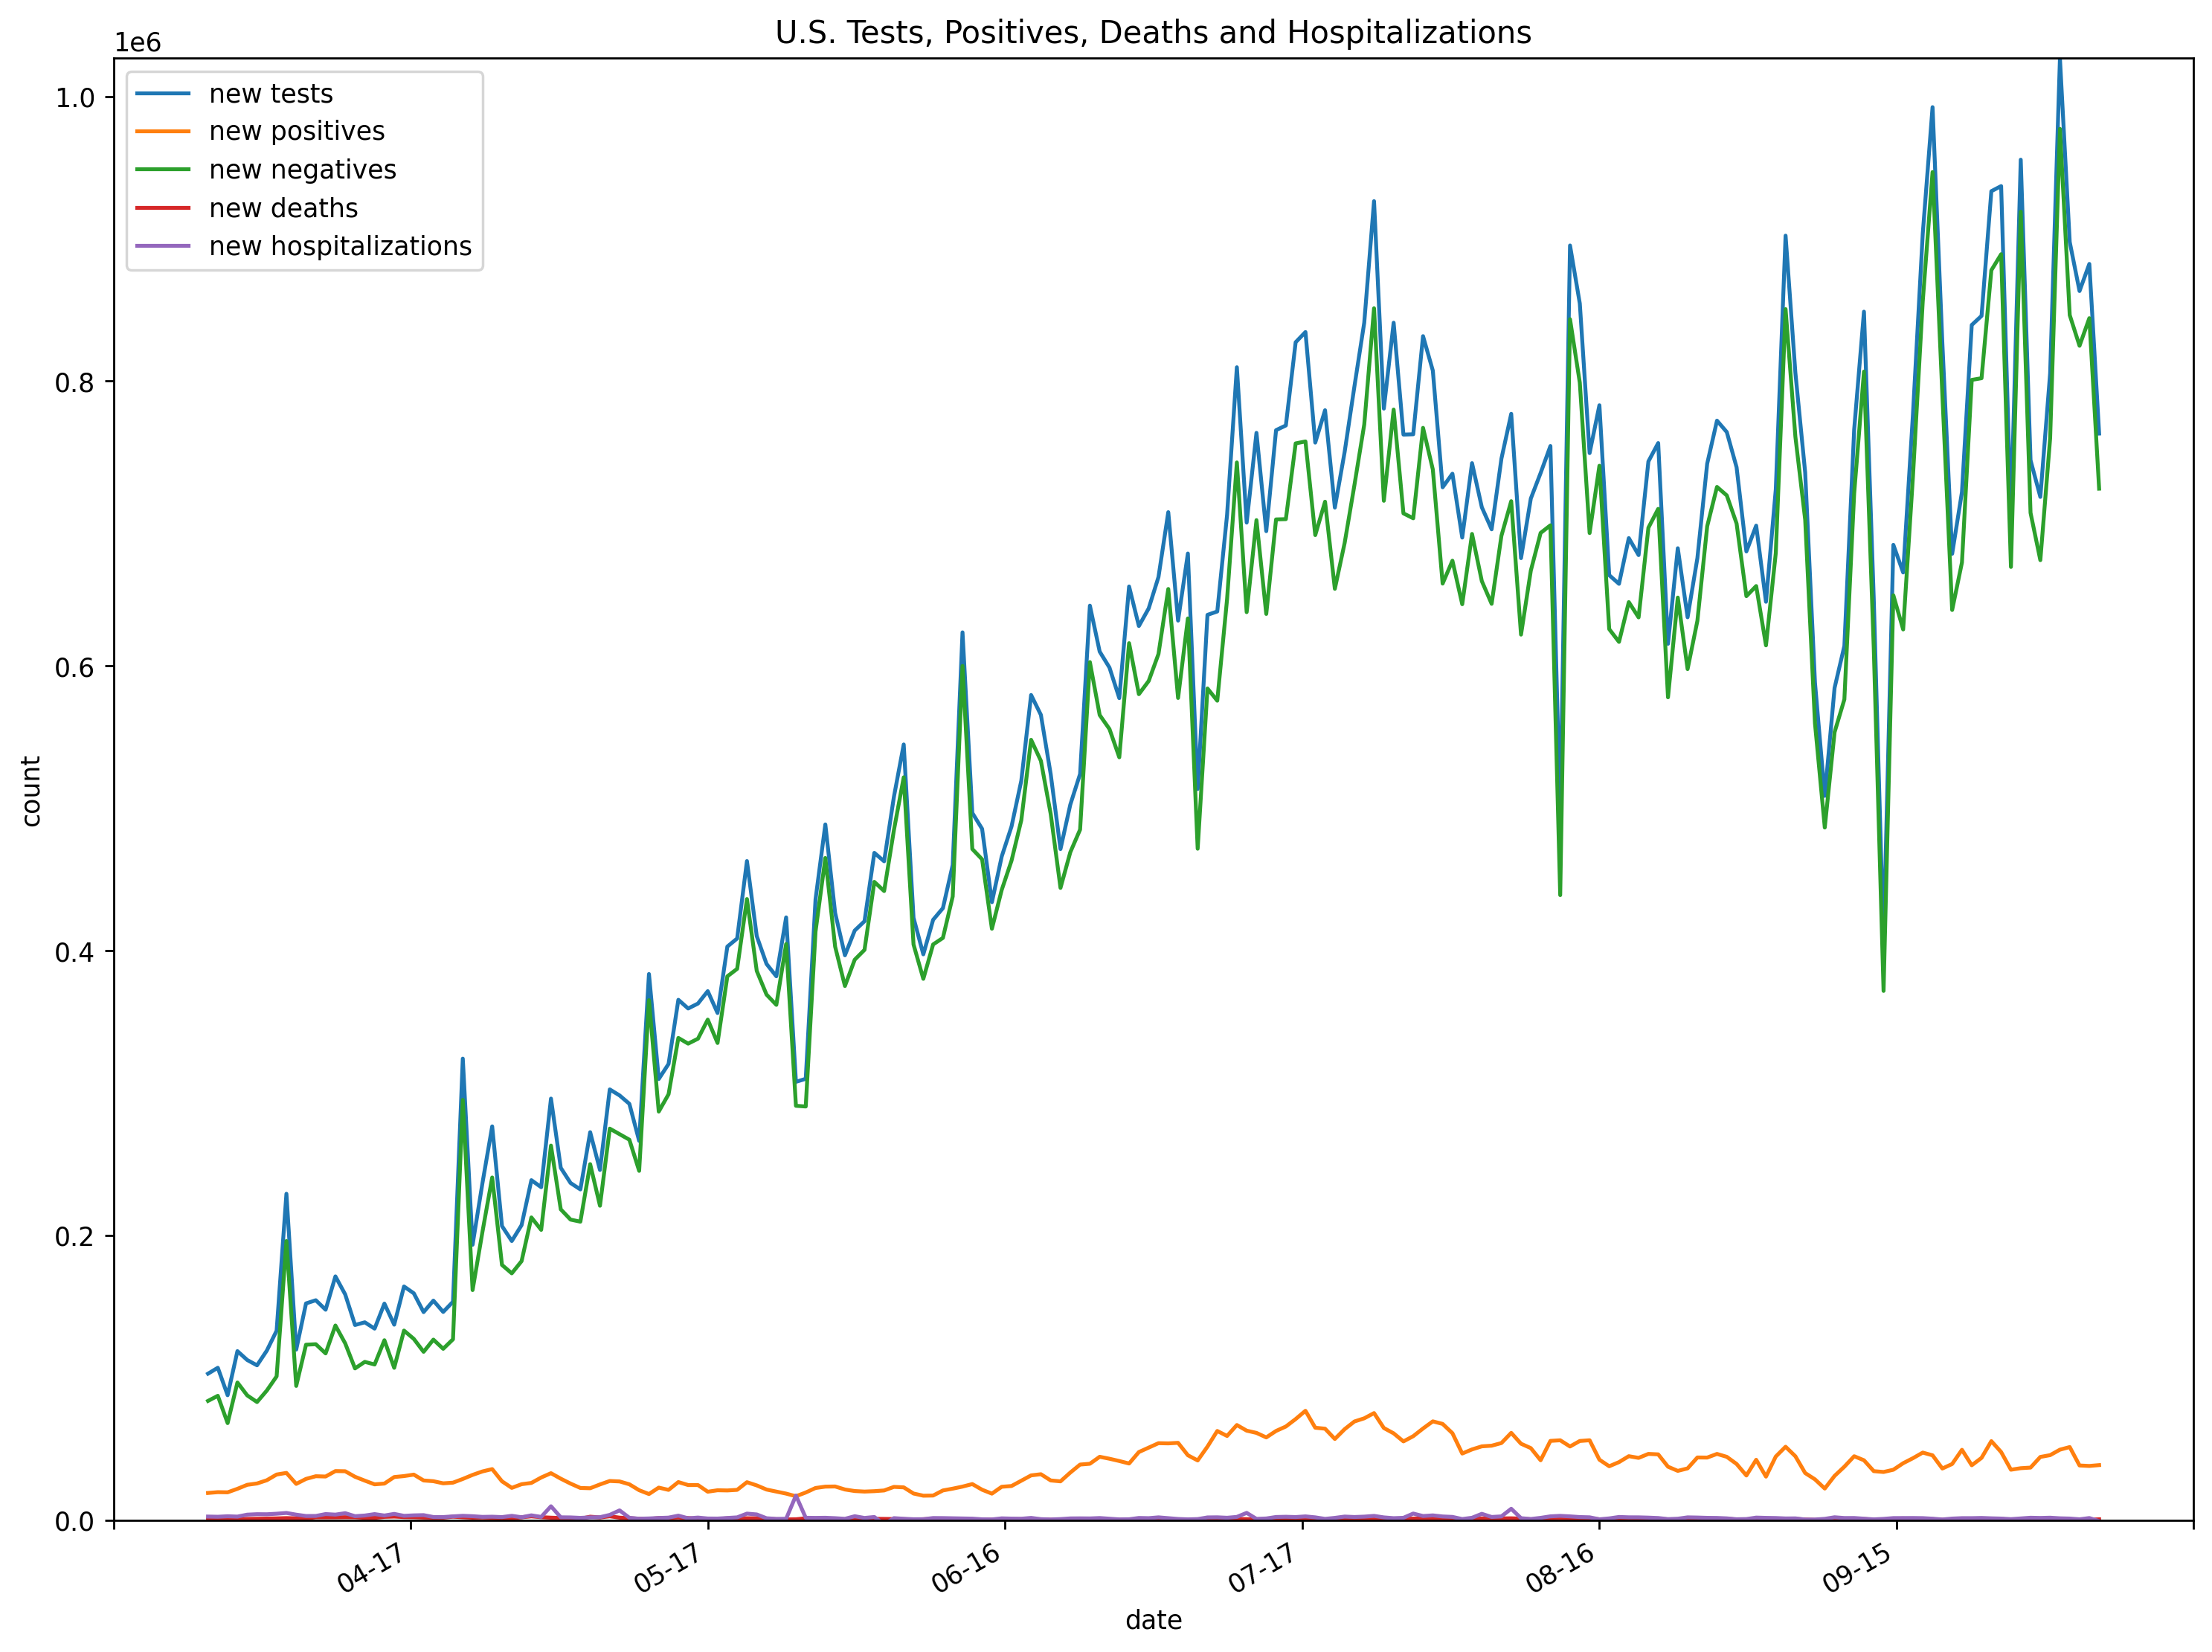 U.S. Tests, Positives, Deaths and Hospitalizations
1e6
new tests
new positives
new negatives
new deaths
new hospitalizations
1.0
0.8
0.6
0.4
0.2
0.0
count
04-17
05-17
06-16
07-17
08-16
09-15
date